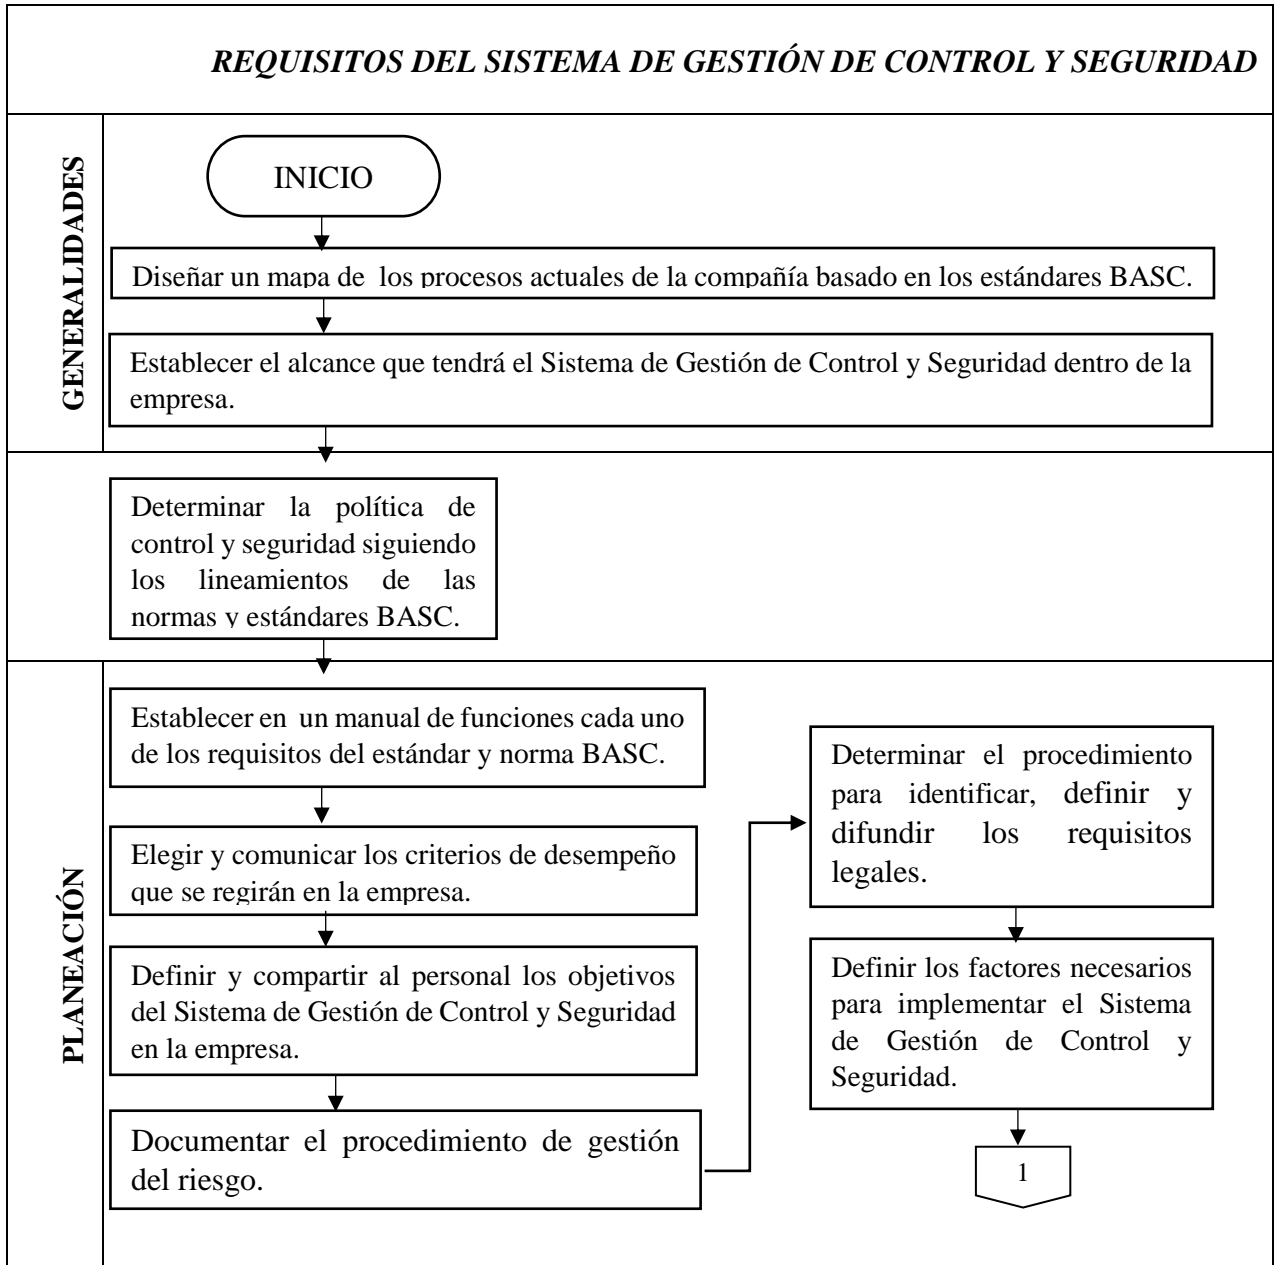 REQUISITOS DEL SISTEMA DE GESTIÓN DE CONTROL Y SEGURIDAD
GENERALIDADES
INICIO
Diseñar un mapa de los procesos actuales de la compañía basado en los estándares BASC.
Establecer el alcance que tendrá el Sistema de Gestión de Control y Seguridad dentro de la
empresa.
Determinar la política de
control y seguridad siguiendo
los lineamientos de las
normas y estándares BASC.
PLANEACIÓN
Establecer en un manual de funciones cada uno
de los requisitos del estándar y norma BASC.
Elegir y comunicar los criterios de desempeño
que se regirán en la empresa.
Definir y compartir al personal los objetivos
del Sistema de Gestión de Control y Seguridad
en la empresa.
Documentar el procedimiento de gestión
del riesgo.
Determinar el procedimiento
para identificar, definir y
difundir los requisitos
legales.
Definir los factores necesarios
para implementar el Sistema
de Gestión de Control y
Seguridad.
1